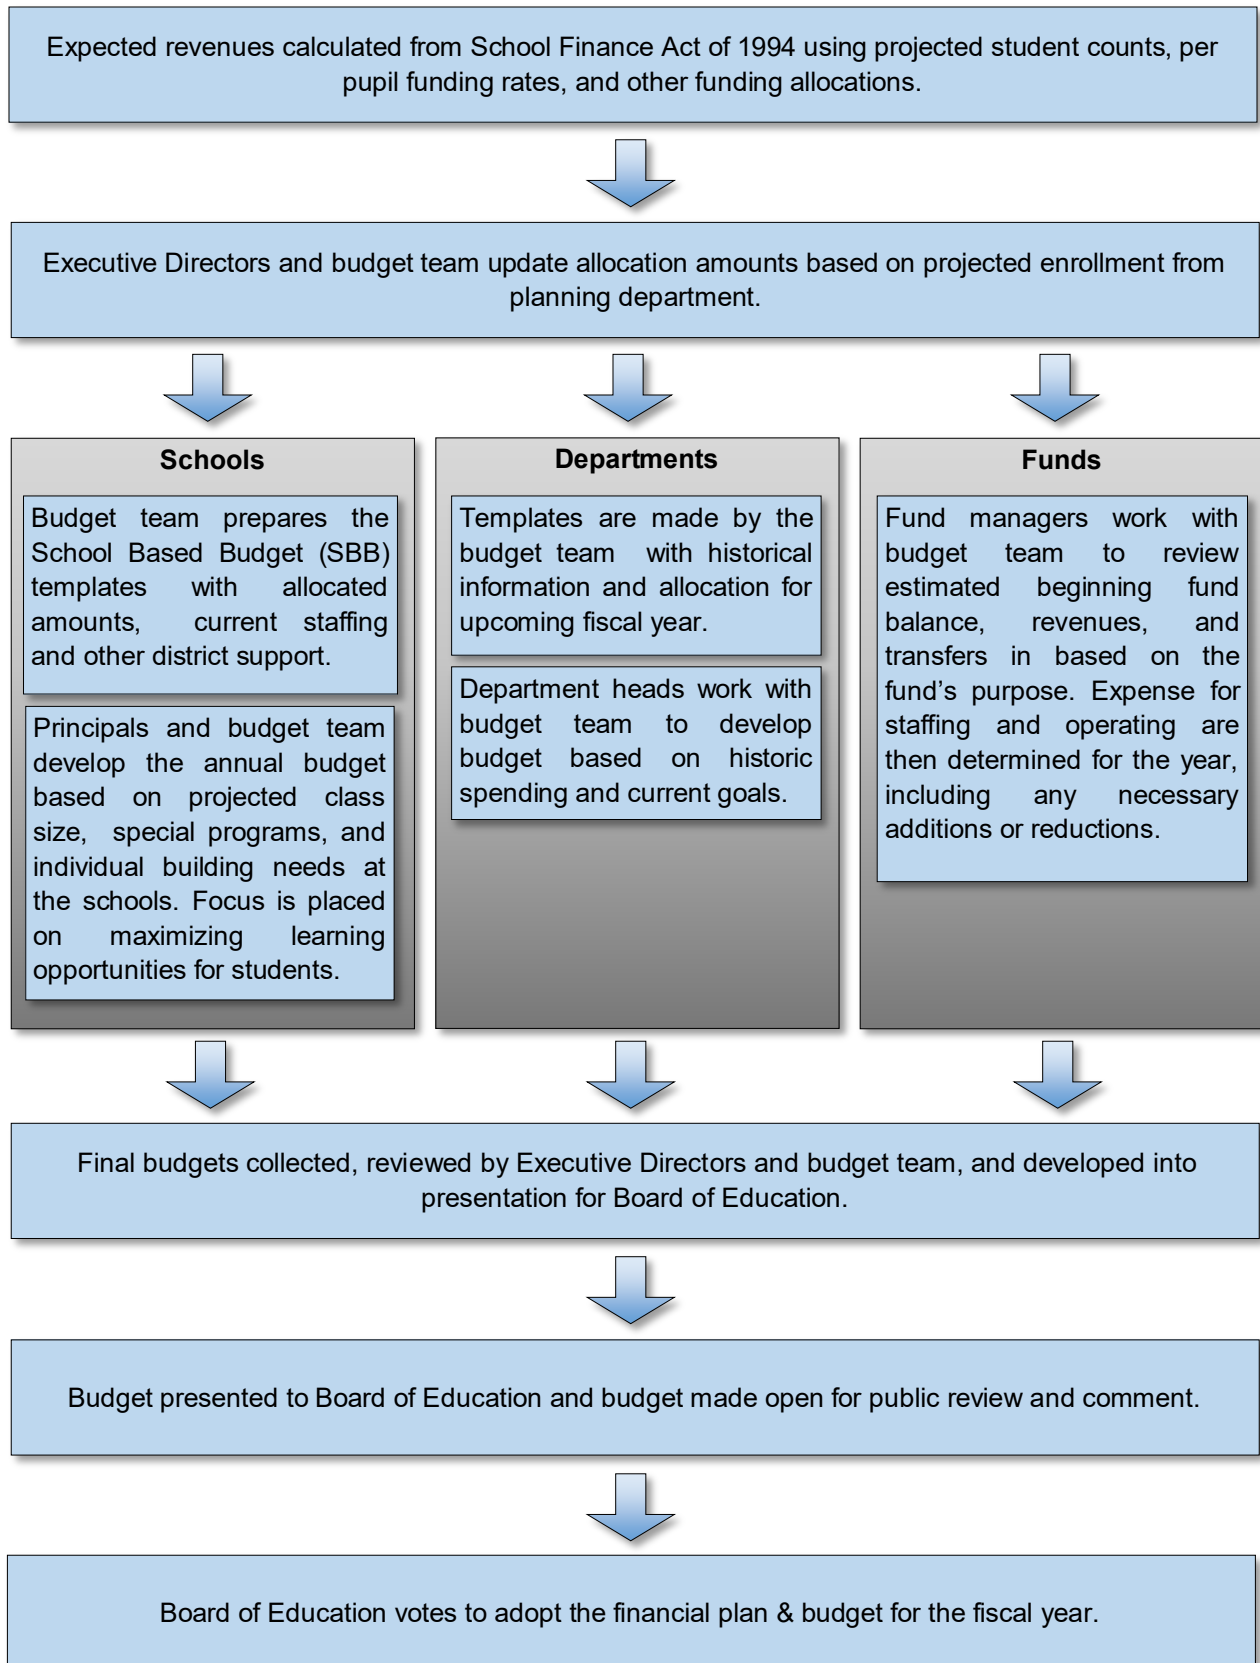 Expected revenues calculated from School Finance Act of 1994 using projected student counts, per
pupil funding rates, and other funding allocations.
Executive Directors and budget team update allocation amounts based on projected enrollment from
planning department.
Schools
Budget team prepares the
School Based Budget (SBB)
templates with allocated
amounts, current staffing
and other district support.
Principals and budget team
develop the annual budget
based on projected class
size, special programs, and
individual building needs at
the schools. Focus is placed
on maximizing learning
opportunities for students.
Departments
Templates are made by the
budget team with historical
information and allocation for
upcoming fiscal year.
Department heads work with
budget team to develop
budget based on historic
spending and current goals.
Funds
Fund managers work with
budget team to review
estimated beginning fund
balance, revenues, and
transfers in based on the
fund's purpose. Expense for
staffing and operating are
then determined for the year,
including any necessary
additions or reductions.
Final budgets collected, reviewed by Executive Directors and budget team, and developed into
presentation for Board of Education.
Budget presented to Board of Education and budget made open for public review and comment.
Board of Education votes to adopt the financial plan & budget for the fiscal year.